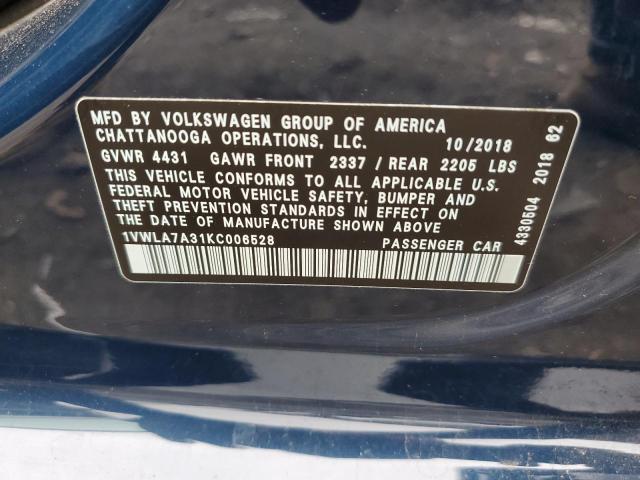 MFD BY VOLKSWAGEN GROUP OF AMERICA
CHATTANOOGA OPERATIONS, LLC. 10/2018
GVWR 4431 GAWR FRONT 2337 / REAR 2205 LBS
THIS VEHICLE CONFORMS TO ALL APPLICABLE U.S.
FEDERAL MOTOR VEHICLE SAFETY, BUMPER AND
THEFT PREVENTION STANDARDS IN EFFECT ON
THE DATE OF MANUFACTURE SHOWN ABOVE
1VWLA7A31KC006528 PASSENGER CAR
4330504 2018 62